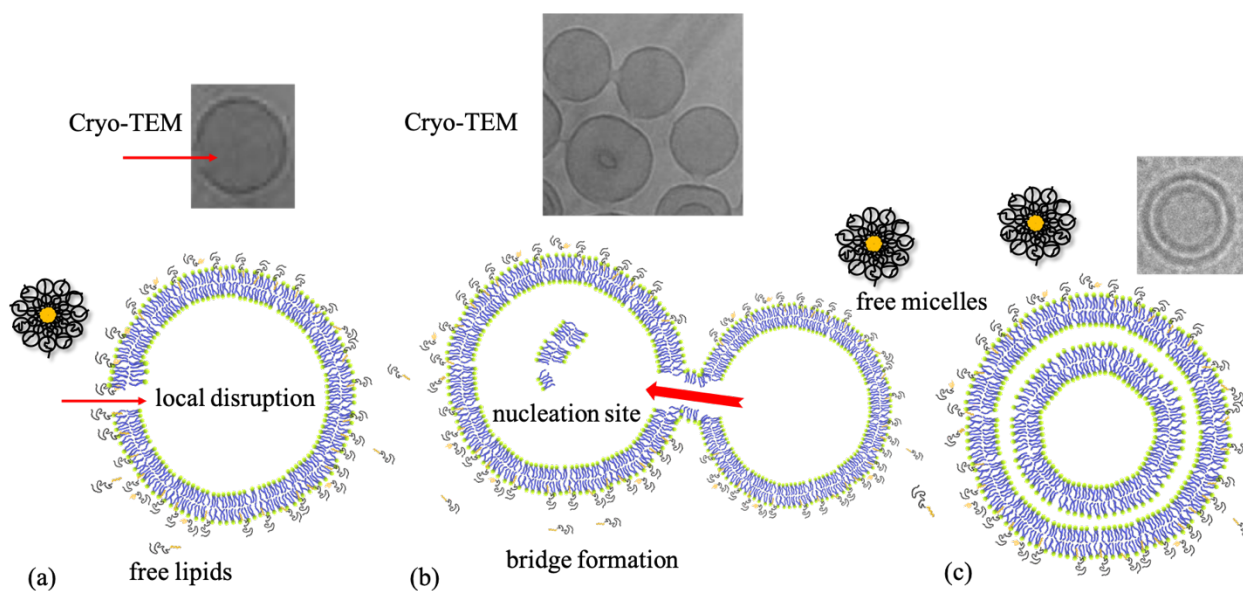 Cryo-TEM
local disruption
free lipids
(a)
Cryo-TEM
nucleation site
bridge formation
(b)
free micelles
(c)